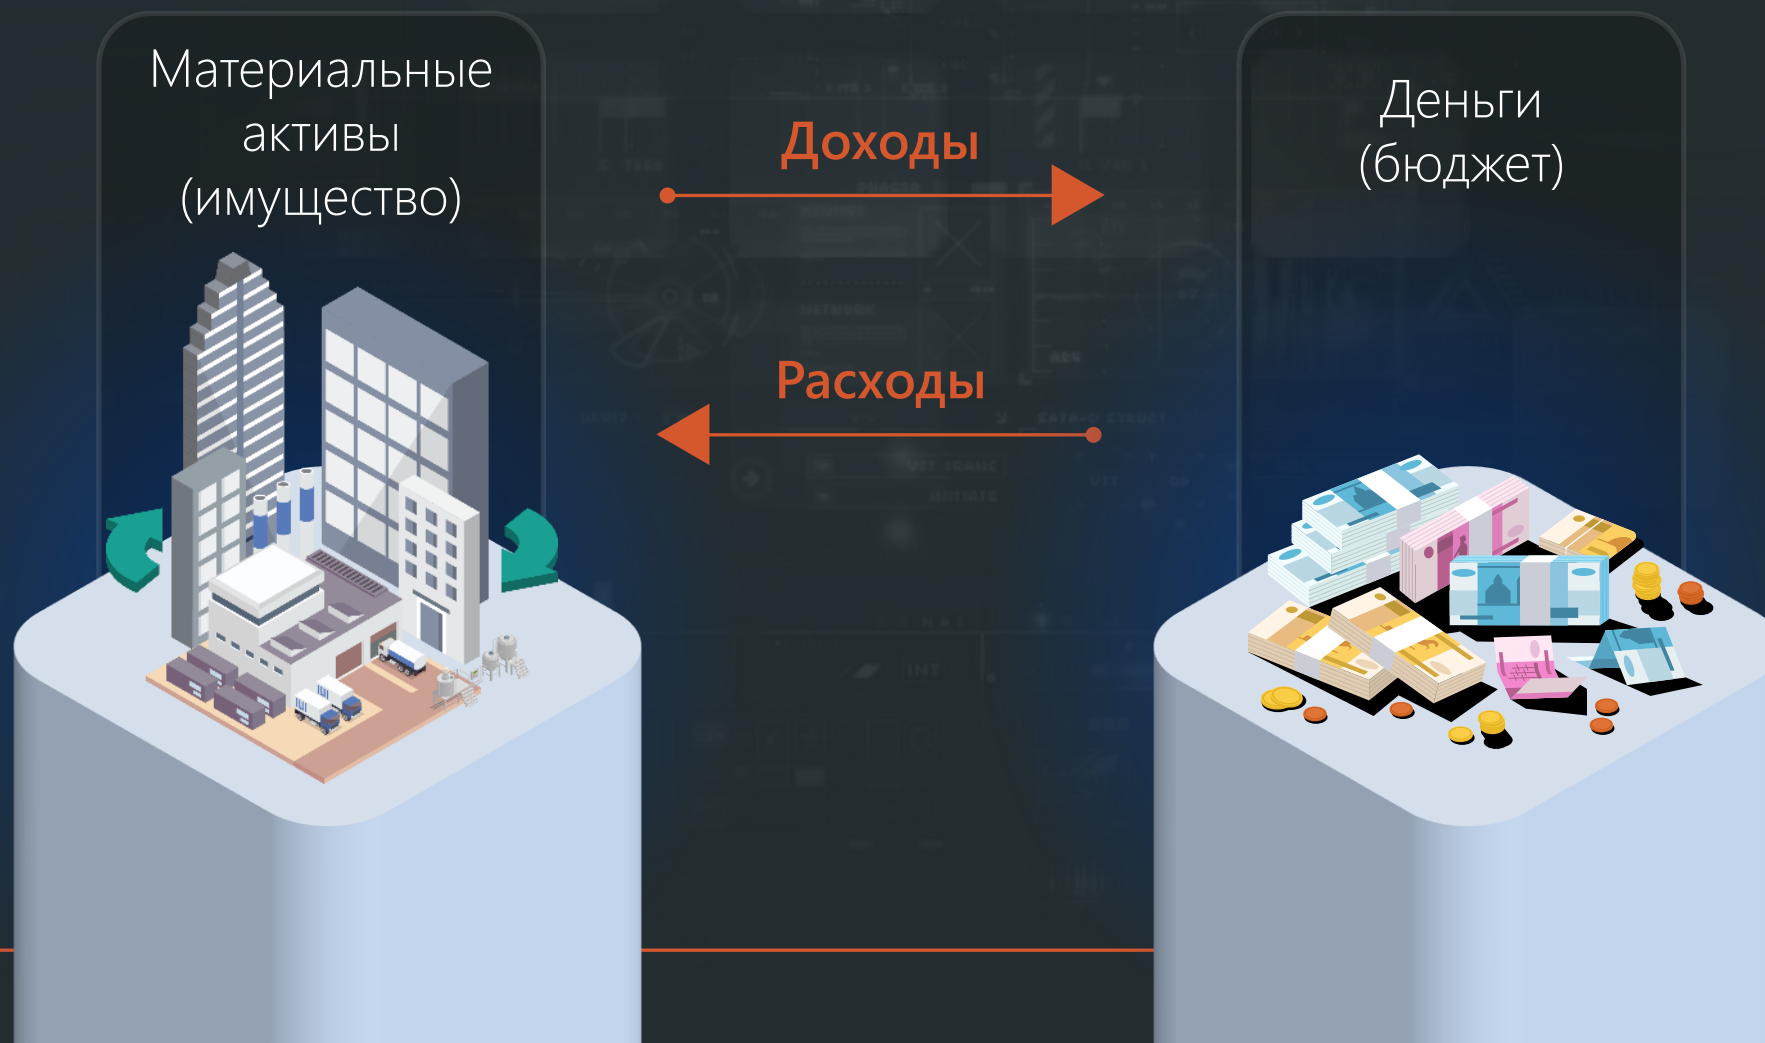 Материальные
активы
(имущество)
Доходы
Расходы
Деньги
(бюджет)